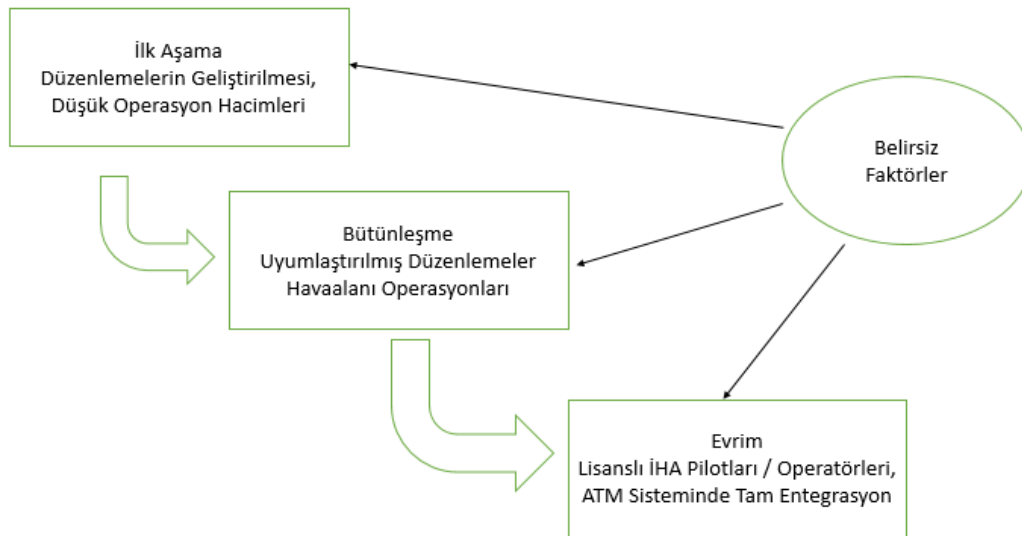 İlk Aşama
Düzenlemelerin Geliştirilmesi,
Düşük Operasyon Hacimleri
Belirsiz
Faktörler
Bütünleşme
Uyumlaştırılmış Düzenlemeler
Havaalanı Operasyonları
Evrim
Lisanslı İHA Pilotları / Operatörleri,
ATM Sisteminde Tam Entegrasyon